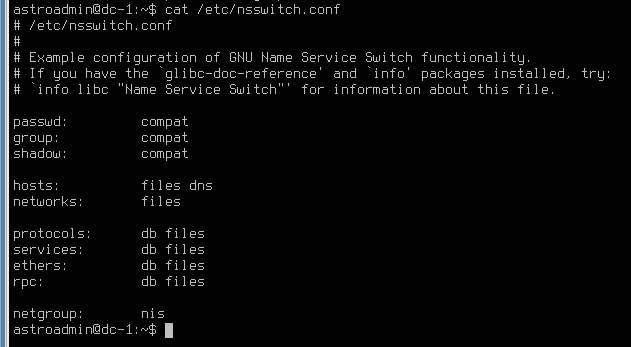 astroadmin@dc-1:~$ cat /etc/nsswitch.conf
# /etc/nsswitch.conf
#
# Example configuration of GNU Name Service Switch functionality.
# If you have the `glibc-doc-reference' and `info' packages installed, try:
# `info libc "Name Service Switch"' for information about this file.

passwd:         compat
group:          compat
shadow:         compat

hosts:          files dns
networks:       files

protocols:      db files
services:       db files
ethers:         db files
rpc:            db files

netgroup:       nis
astroadmin@dc-1:~$